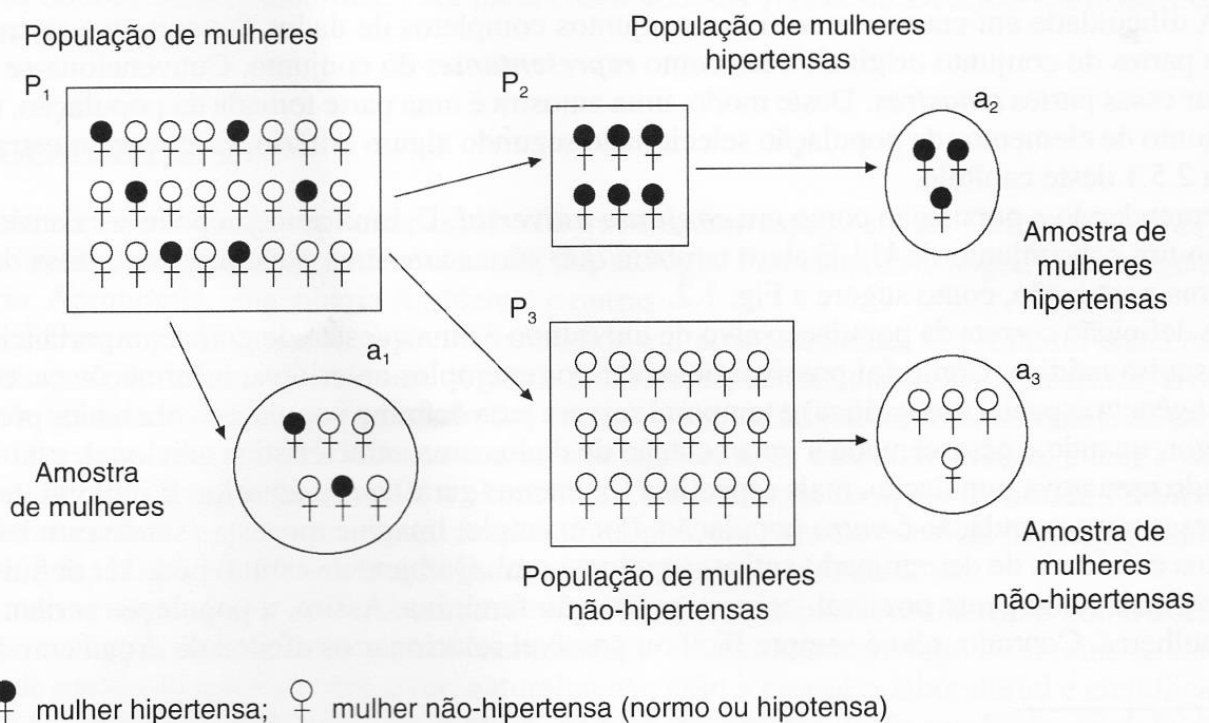 População de mulheres
P1
População de mulheres
hipertensas
P2
a2
Amostra de
mulheres
hipertensas
P3
a1
a3
Amostra
de mulheres
População de mulheres
não-hipertensas
Amostra de
mulheres
não-hipertensas
mulher hipertensa; mulher não-hipertensa (normo ou hipotensa)